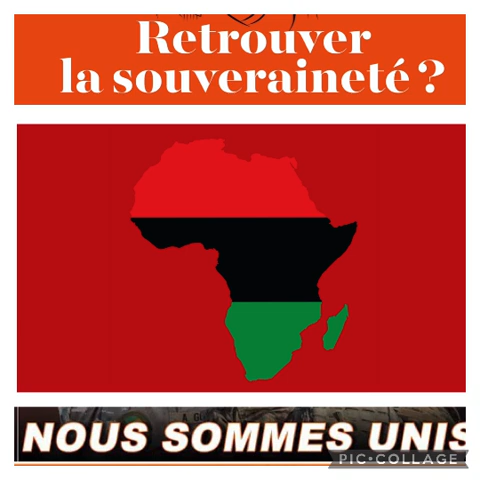 Retrouver
la souveraineté ?
NOUS SOMMES UNIS
PIC•COLLAGE